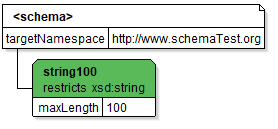 <schema>
targetNamespace http://www.schemaTest.org
string100
restricts xsd:string
maxLength 100